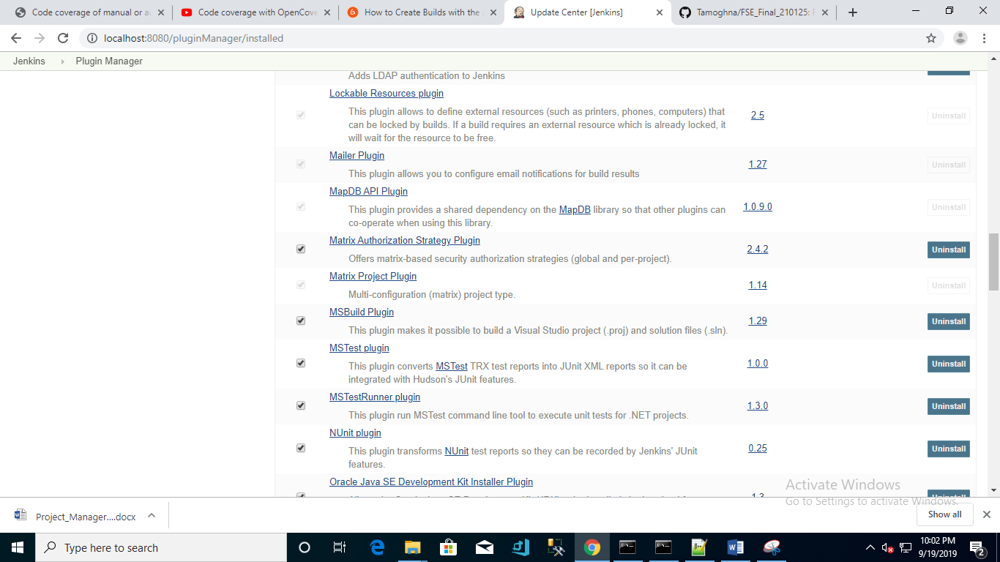 Code coverage of manual or au
Code coverage with OpenCove
How to Create Builds with the
Update Center [Jenkins]
Tamoghna/FSE_Final_210125: F
localhost:8080/pluginManager/installed
Jenkins
Plugin Manager
Adds LDAP authentication to Jenkins
Lockable Resources plugin
This plugin allows to define external resources (such as printers, phones, computers) that
can be locked by builds. If a build requires an external resource which is already locked, it
will wait for the resource to be free.
2.5
Uninstall
Mailer Plugin
This plugin allows you to configure email notifications for build results
1.27
Uninstall
MapDB API Plugin
This plugin provides a shared dependency on the MapDB library so that other plugins can
co-operate when using this library.
1.0.9.0
Uninstall
Matrix Authorization Strategy Plugin
Offers matrix-based security authorization strategies (global and per-project).
2.4.2
Uninstall
Matrix Project Plugin
Multi-configuration (matrix) project type.
1.14
Uninstall
MSBuild Plugin
This plugin makes it possible to build a Visual Studio project (.proj) and solution files (.sln).
1.29
Uninstall
MSTest plugin
This plugin converts MSTest TRX test reports into JUnit XML reports so it can be
integrated with Hudson's JUnit features.
1.0.0
Uninstall
MSTestRunner plugin
This plugin run MSTest command line tool to execute unit tests for .NET projects.
1.3.0
Uninstall
NUnit plugin
This plugin transforms NUnit test reports so they can be recorded by Jenkins' JUnit
features.
0.25
Uninstall
Oracle Java SE Development Kit Installer Plugin
Activate Windows
Go to Settings to activate Windows.
Project_Manager....docx
Show all
Type here to search
10:02 PM
9/19/2019
2